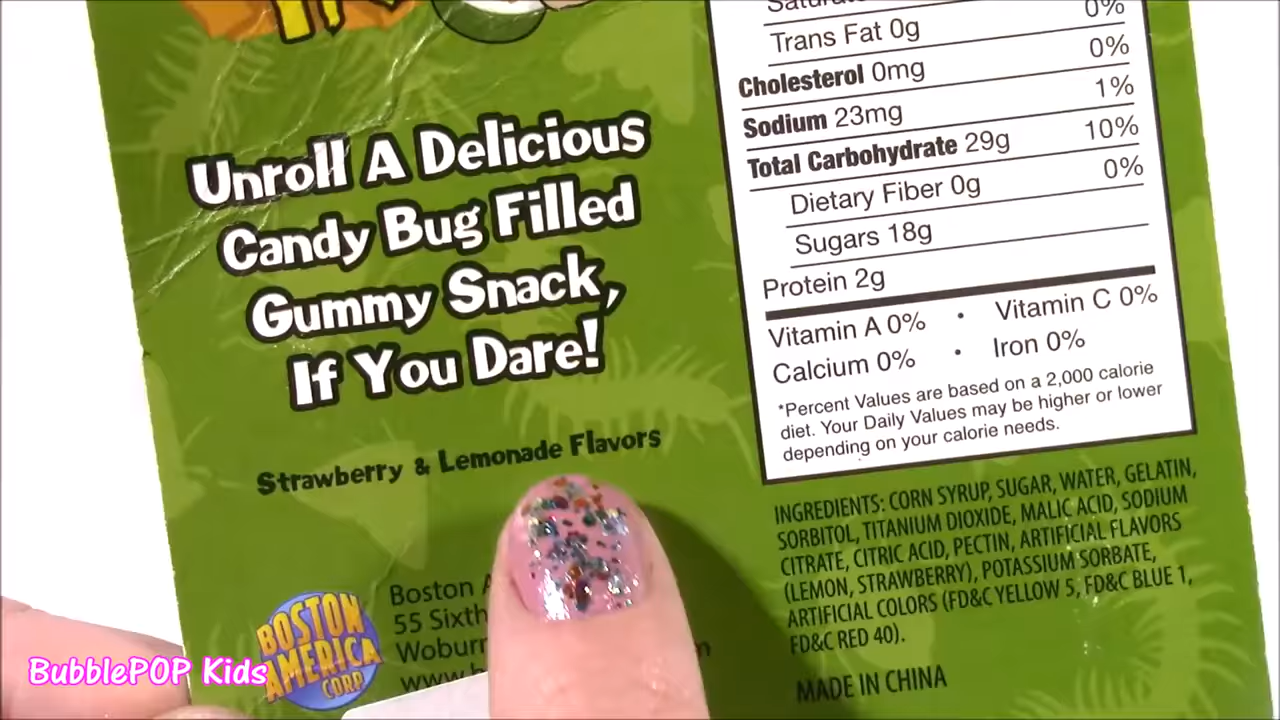 Unroll A Delicious
Candy Bug Filled
Gummy Snack,
If You Dare!
Strawberry & Lemonade Flavors
BOSTON
AMERICA
CORP
Boston
55 Sixth
Woburn
www.
BubblePOP Kids
0%
Trans Fat 0g 0%
Cholesterol 0mg 0%
Sodium 23mg 1%
Total Carbohydrate 29g 10%
Dietary Fiber 0g 0%
Sugars 18g
Protein 2g
Vitamin A 0% • Vitamin C 0%
Calcium 0% • Iron 0%
*Percent Values are based on a 2,000 calorie
diet. Your Daily Values may be higher or lower
depending on your calorie needs.
INGREDIENTS: CORN SYRUP, SUGAR, WATER, GELATIN,
SORBITOL, TITANIUM DIOXIDE, MALIC ACID, SODIUM
CITRATE, CITRIC ACID, PECTIN, ARTIFICIAL FLAVORS
(LEMON, STRAWBERRY), POTASSIUM SORBATE,
ARTIFICIAL COLORS (FD&C YELLOW 5, FD&C BLUE 1,
FD&C RED 40).
MADE IN CHINA